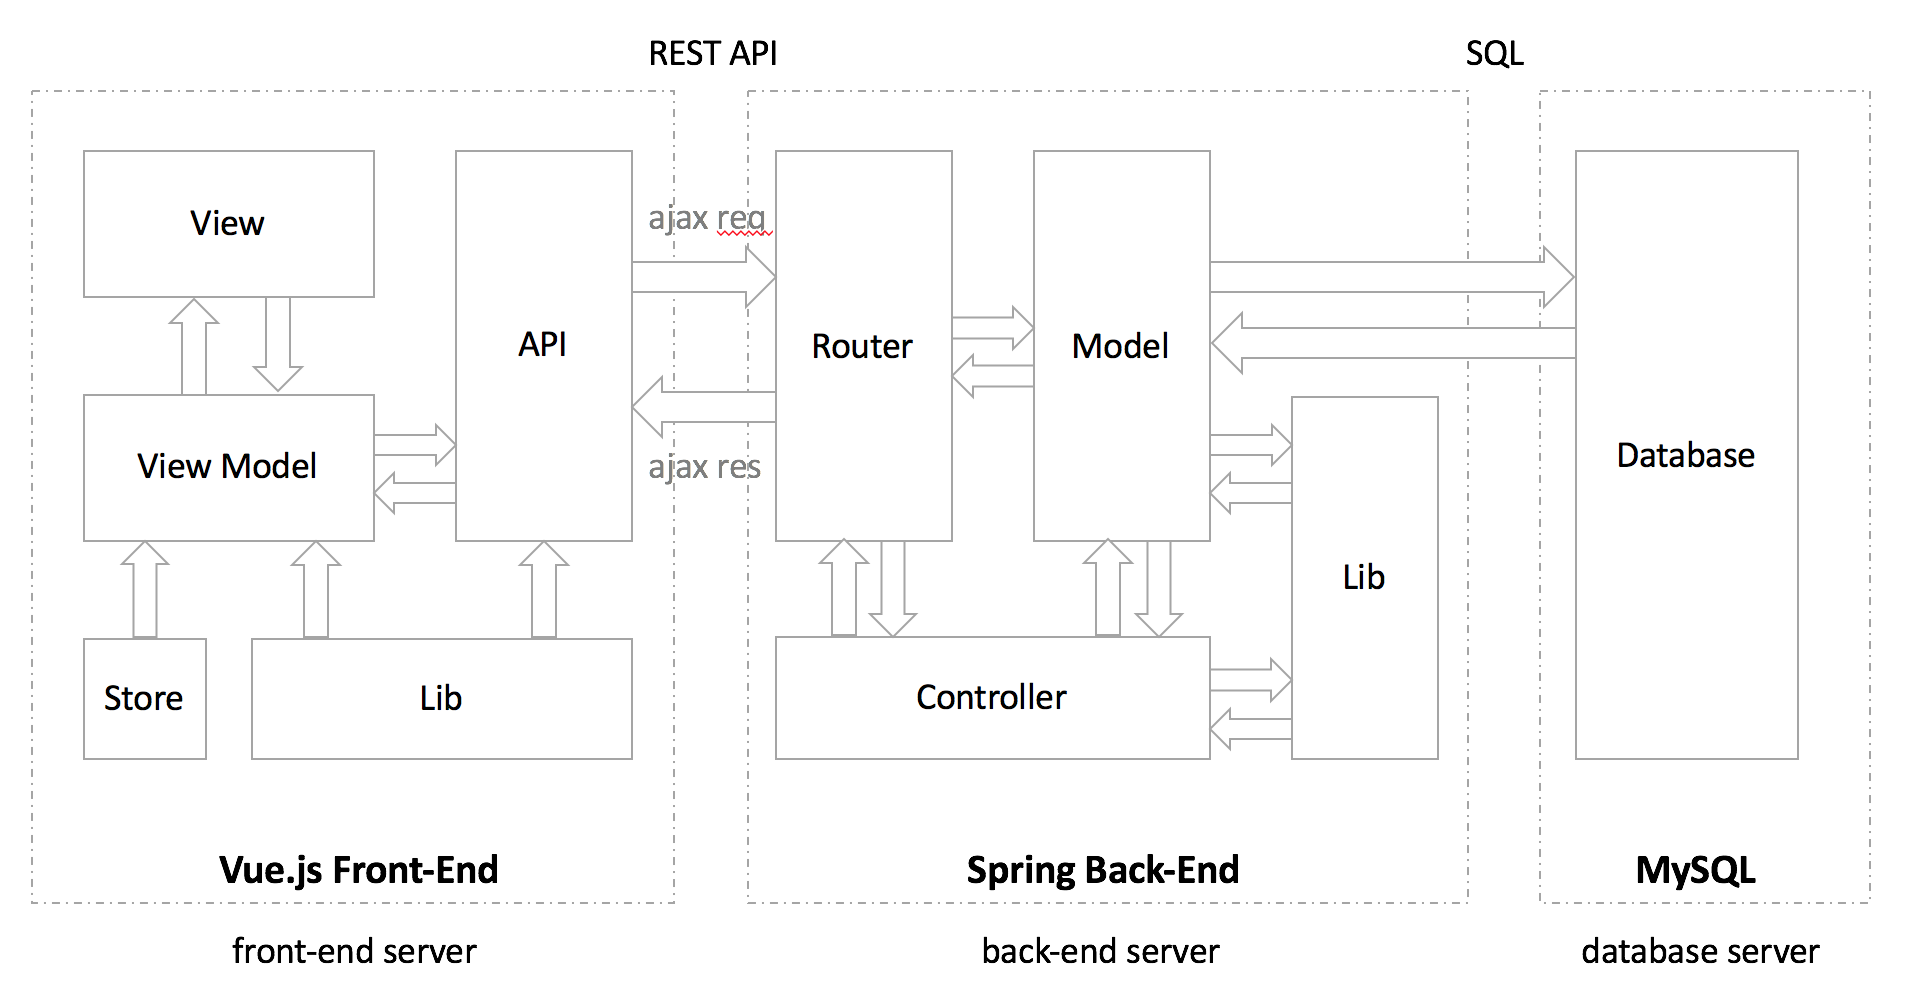 REST API
SQL
View
API
ajax req
Router
Model
View Model
ajax res
Database
Lib
Store
Lib
Controller
Vue.js Front-End
Spring Back-End
MySQL
front-end server
back-end server
database server